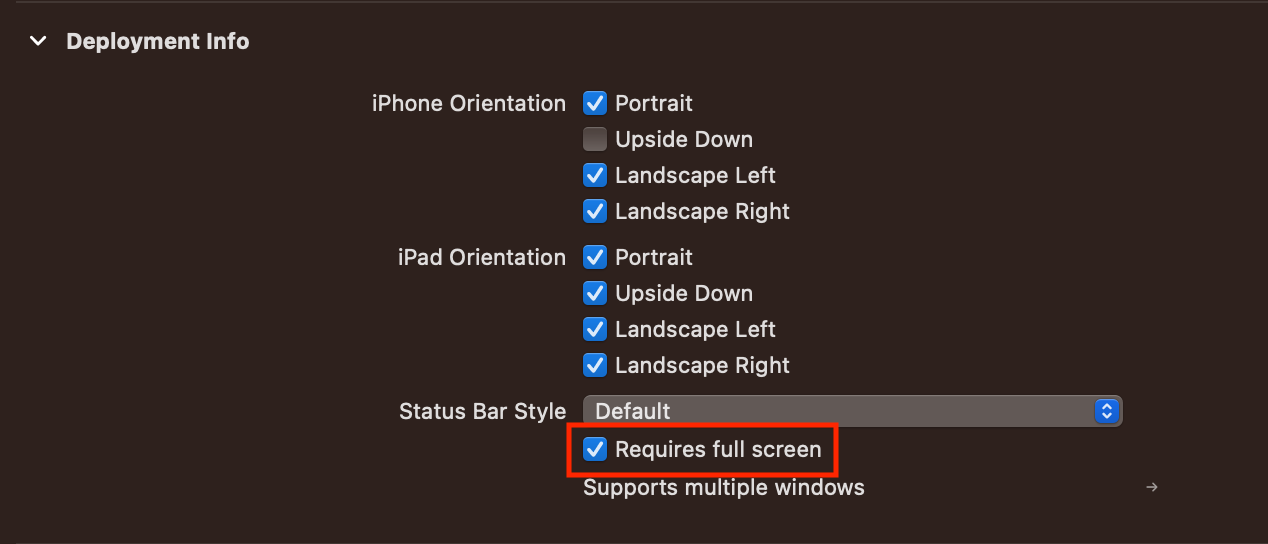 Deployment Info
iPhone Orientation Portrait
Upside Down
Landscape Left
Landscape Right
iPad Orientation Portrait
Upside Down
Landscape Left
Landscape Right
Status Bar Style Default
Requires full screen
Supports multiple windows